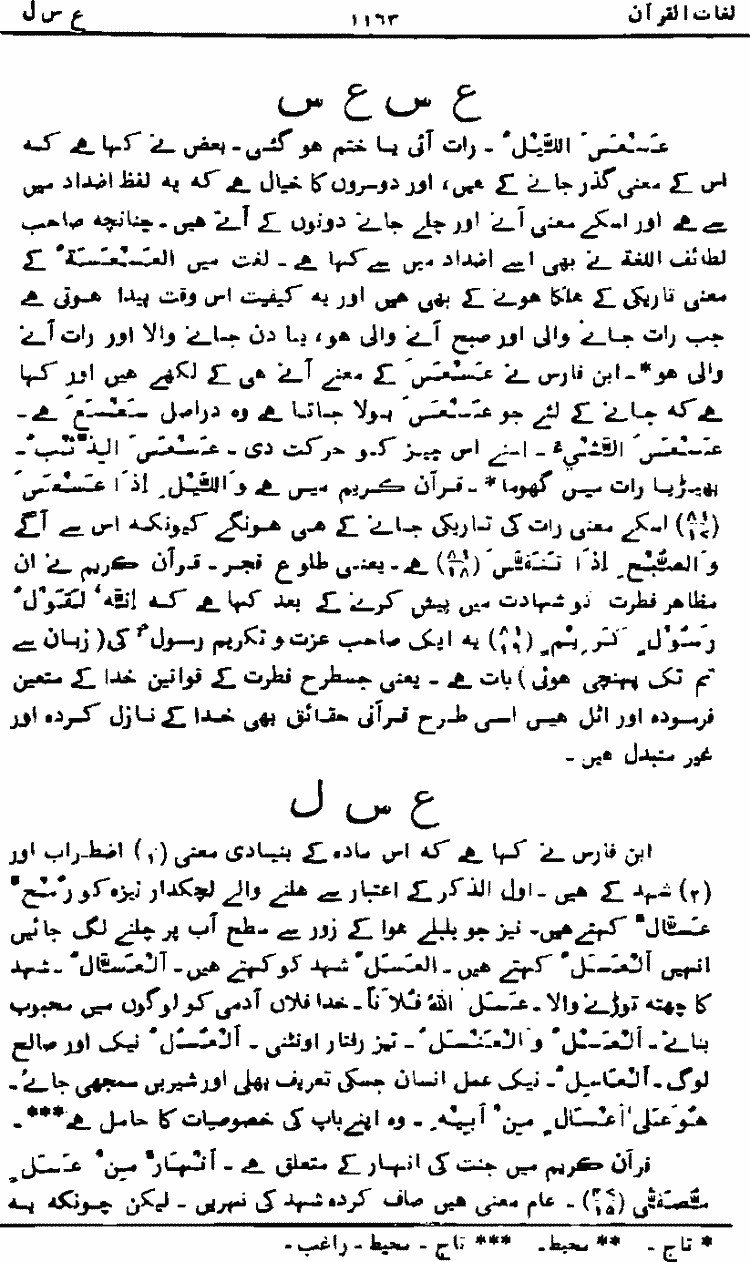 لغات القرآن ۱۱۶۳ ع س ل
ع س ع س
عَسْعَسَ اللَّيْلُ ۔ رات آئی یا ختم ہو گئی۔ بعض نے کہا ہے کہ
اس کے معنی گذر جانے کے ہیں، اور دوسروں کا خیال ہے کہ یہ لفظ اضداد میں
سے ہے اور اسکے معنی آنے اور چلے جانے دونوں کے آتے ہیں۔ چنانچہ صاحب
لطائف اللغة نے بھی اسے اضداد میں سے کہا ہے ۔ لغت میں الْعَسْعَسَةُ کے
معنی تاریکی کے ہلکا ہونے کے بھی ہیں اور یہ کیفیت اس وقت پیدا ہوتی ہے
جب رات جانے والی اور صبح آنے والی ہو، یا دن جانے والا اور رات آنے
والی ہو*۔ ابن فارس نے عَسْعَسَ کے معنے آنے ہی کے لکھے ہیں اور کہا
ہے کہ جانے کے لئے جو عَسْعَسَ بولا جاتا ہے وہ دراصل سَعْسَعَ ہے۔
عَسْعَسَ الشَّيْءَ ۔ اسنے اس چیز کو حرکت دی ۔ عَسْعَسَ الذِّئْبُ ۔
بھیڑیا رات میں گھوما* ۔ قرآن کریم میں ہے وَاللَّيْلِ إِذَا عَسْعَسَ
(۸۱/۱۷) اسکے معنی رات کی تاریکی جانے کے ہی ہونگے کیونکہ اس سے آگے
وَالصُّبْحِ إِذَا تَنَفَّسَ (۸۱/۱۸) ہے ۔ یعنی طلوع فجر ۔ قرآن کریم نے ان
مظاہر فطرت کو شہادت میں پیش کرنے کے بعد کہا ہے کہ إِنَّهُ لَقَوْلُ
رَسُوْلٍ كَرِيْمٍ (۸۱/۱۹) یہ ایک صاحب عزت و تکریم رسولؐ کی( زبان سے
تم تک پہنچی ہوئی ) بات ہے ۔ یعنی جسطرح فطرت کے قوانین خدا کے متعین
فرمودہ اور اٹل ہیں اسی طرح قرآنی حقائق بھی خدا کے نازل کردہ اور
غیر متبدل ہیں ۔
ع س ل
ابن فارس نے کہا ہے کہ اس مادہ کے بنیادی معنی (۱) اضطراب اور
(۲) شہد کے ہیں ۔ اول الذکر کے اعتبار سے ہلنے والے لچکدار نیزہ کو رُمْحٌ
عَسَّالٌ کہتے ہیں۔ نیز جو بلبلے ہوا کے زور سے سطح آب پر چلنے لگ جائیں
انہیں اَلْعَسَلُ کہتے ہیں ۔ العَسَلُ شہد کو کہتے ہیں ۔ اَلْعَسَّالُ ۔ شہد
کا چھتہ توڑنے والا ۔ عَسَلَ اللهُ فُلَاناً ۔ خدا فلاں آدمی کو لوگوں میں محبوب
بنائے ۔ اَلْعَسِلُ وَالْعَنْسَلُ ۔ تیز رفتار اونٹنی ۔ اَلْعُسُلُ نیک اور صالح
لوگ ۔ اَلْعَاسِلُ ۔ نیک عمل انسان جسکی تعریف بھلی اور شیریں سمجھی جائے ۔
هُوَ عَلٰى أَعْسَالٍ مِنْ أَبِيْهِ ۔ وہ اپنے باپ کی خصوصیات کا حامل ہے*** ۔
قرآن کریم میں جنت کی انہار کے متعلق ہے ۔ اَنْهَارٌ مِنْ عَسَلٍ
مُصَفًّى (۴۷/۱۵) ۔ عام معنی ہیں صاف کردہ شہد کی نہریں ۔ لیکن چونکہ یہ
* تاج ۔ ** محیط ۔ *** تاج ۔ محیط ۔ راغب ۔